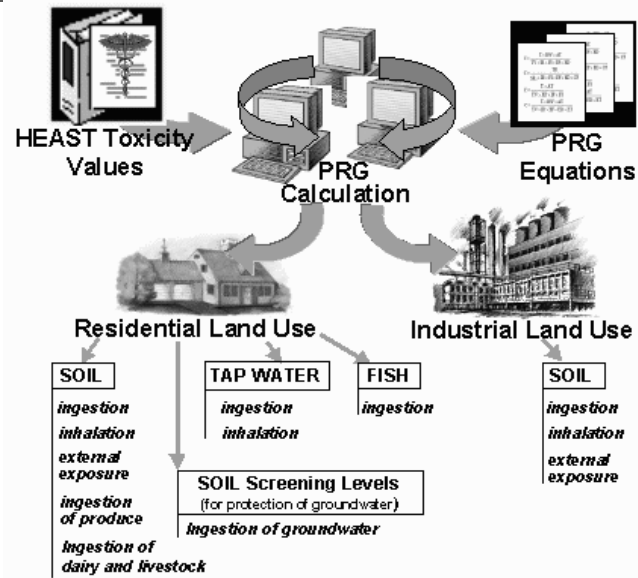 HEAST Toxicity
Values
PRG
Calculation
PRG
Equations
Residential Land Use
Industrial Land Use
SOIL
ingestion
inhalation
external
exposure
ingestion
of produce
Ingestion of
dairy and livestock
TAP WATER
ingestion
inhalation
FISH
ingestion
SOIL Screening Levels
(for protection of groundwater)
Ingestion of groundwater
SOIL
ingestion
inhalation
external
exposure